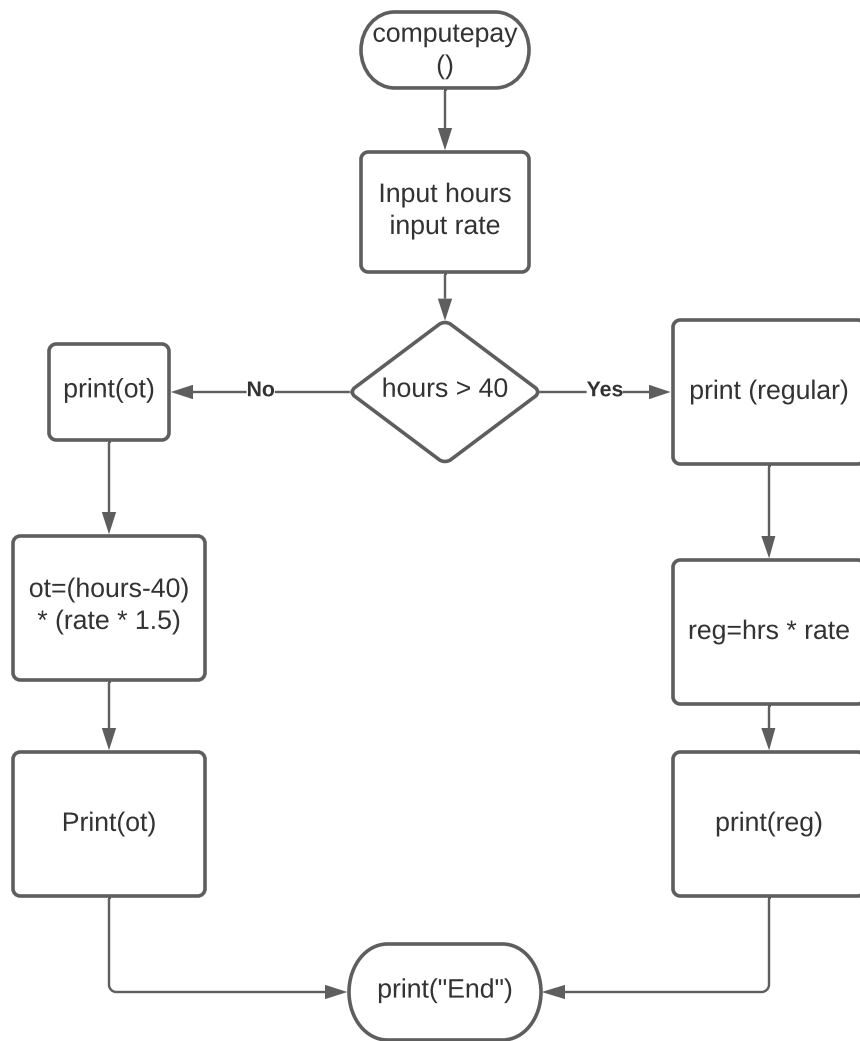 computepay
()
Input hours
input rate
hours > 40
No
Yes
print(ot)
print (regular)
ot=(hours-40)
* (rate * 1.5)
reg=hrs * rate
Print(ot)
print(reg)
print("End")